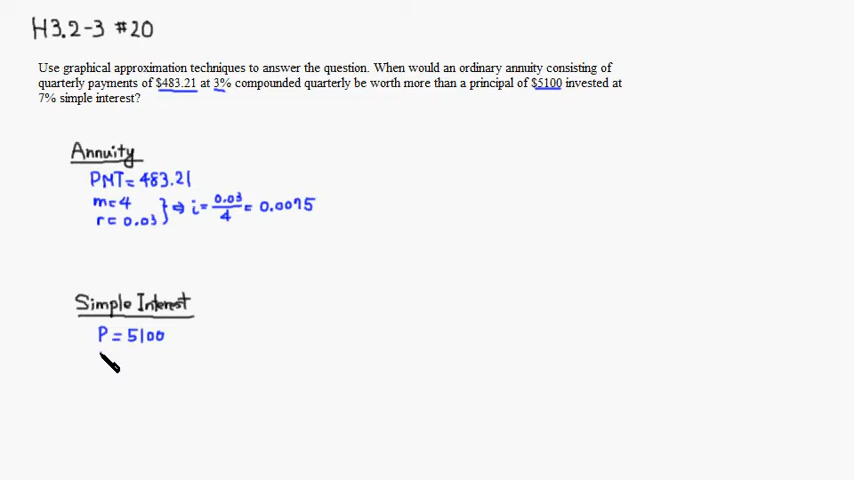 H3.2-3 #20
Use graphical approximation techniques to answer the question. When would an ordinary annuity consisting of
quarterly payments of $483.21 at 3% compounded quarterly be worth more than a principal of $5100 invested at
7% simple interest?
Annuity
PMT = 483.21
m = 4
r = 0.03 } ⇒ i = 0.03/4 = 0.0075
Simple Interest
P = 5100